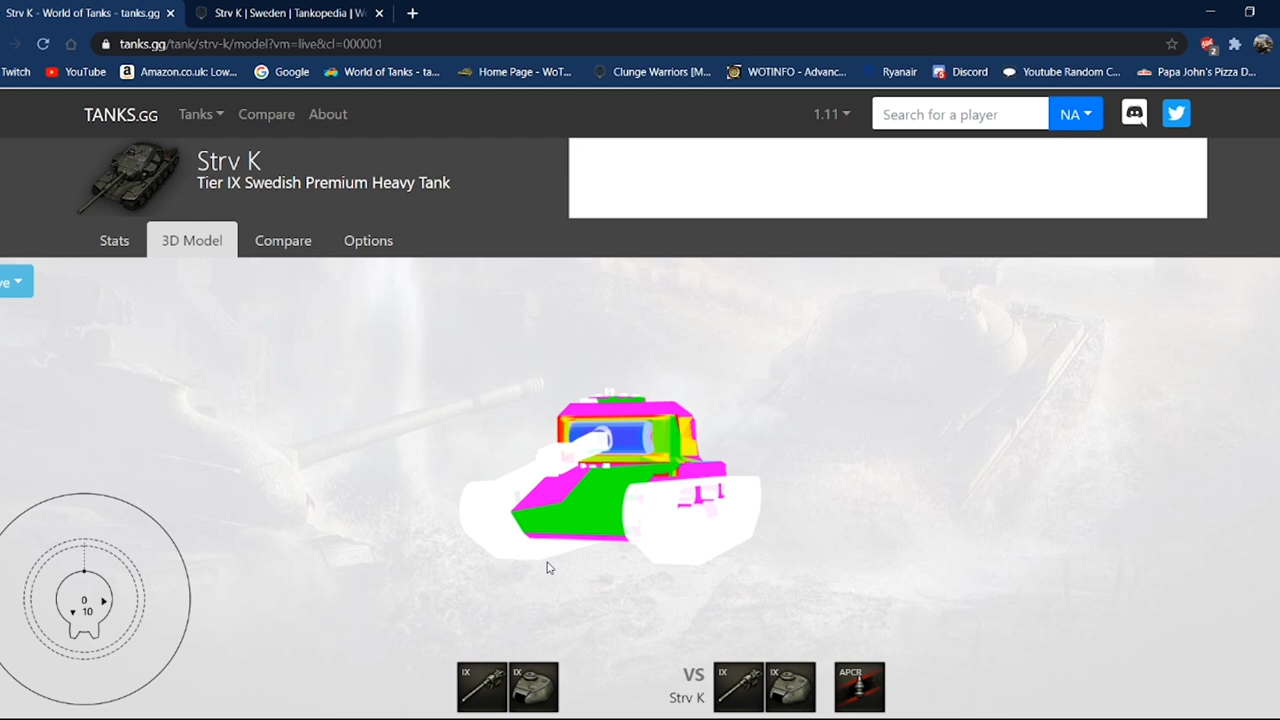 Strv K - World of Tanks - tanks.gg
Strv K | Sweden | Tankopedia | Wo
tanks.gg/tank/strv-k/model?vm=live&cl=000001
2
Twitch YouTube Amazon.co.uk: Low... Google World of Tanks - ta... Home Page - WoT... Clunge Warriors [M... WOTINFO - Advanc... Ryanair Discord Youtube Random C... Papa John's Pizza D...
TANKS.GG Tanks Compare About 1.11 Search for a player NA
Strv K
Tier IX Swedish Premium Heavy Tank
Stats 3D Model Compare Options
ve
0
10
IX IX VS IX IX APCR
Strv K